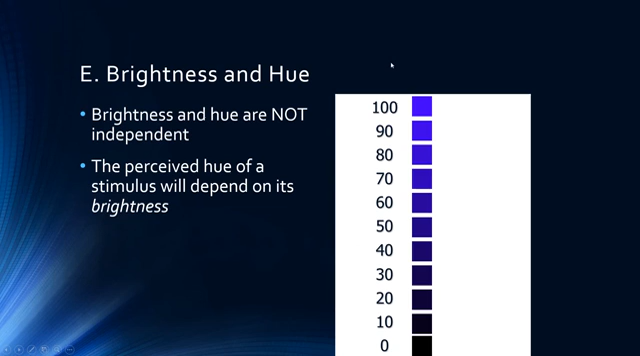 E. Brightness and Hue
• Brightness and hue are NOT
independent
• The perceived hue of a
stimulus will depend on its
brightness
100
90
80
70
60
50
40
30
20
10
0